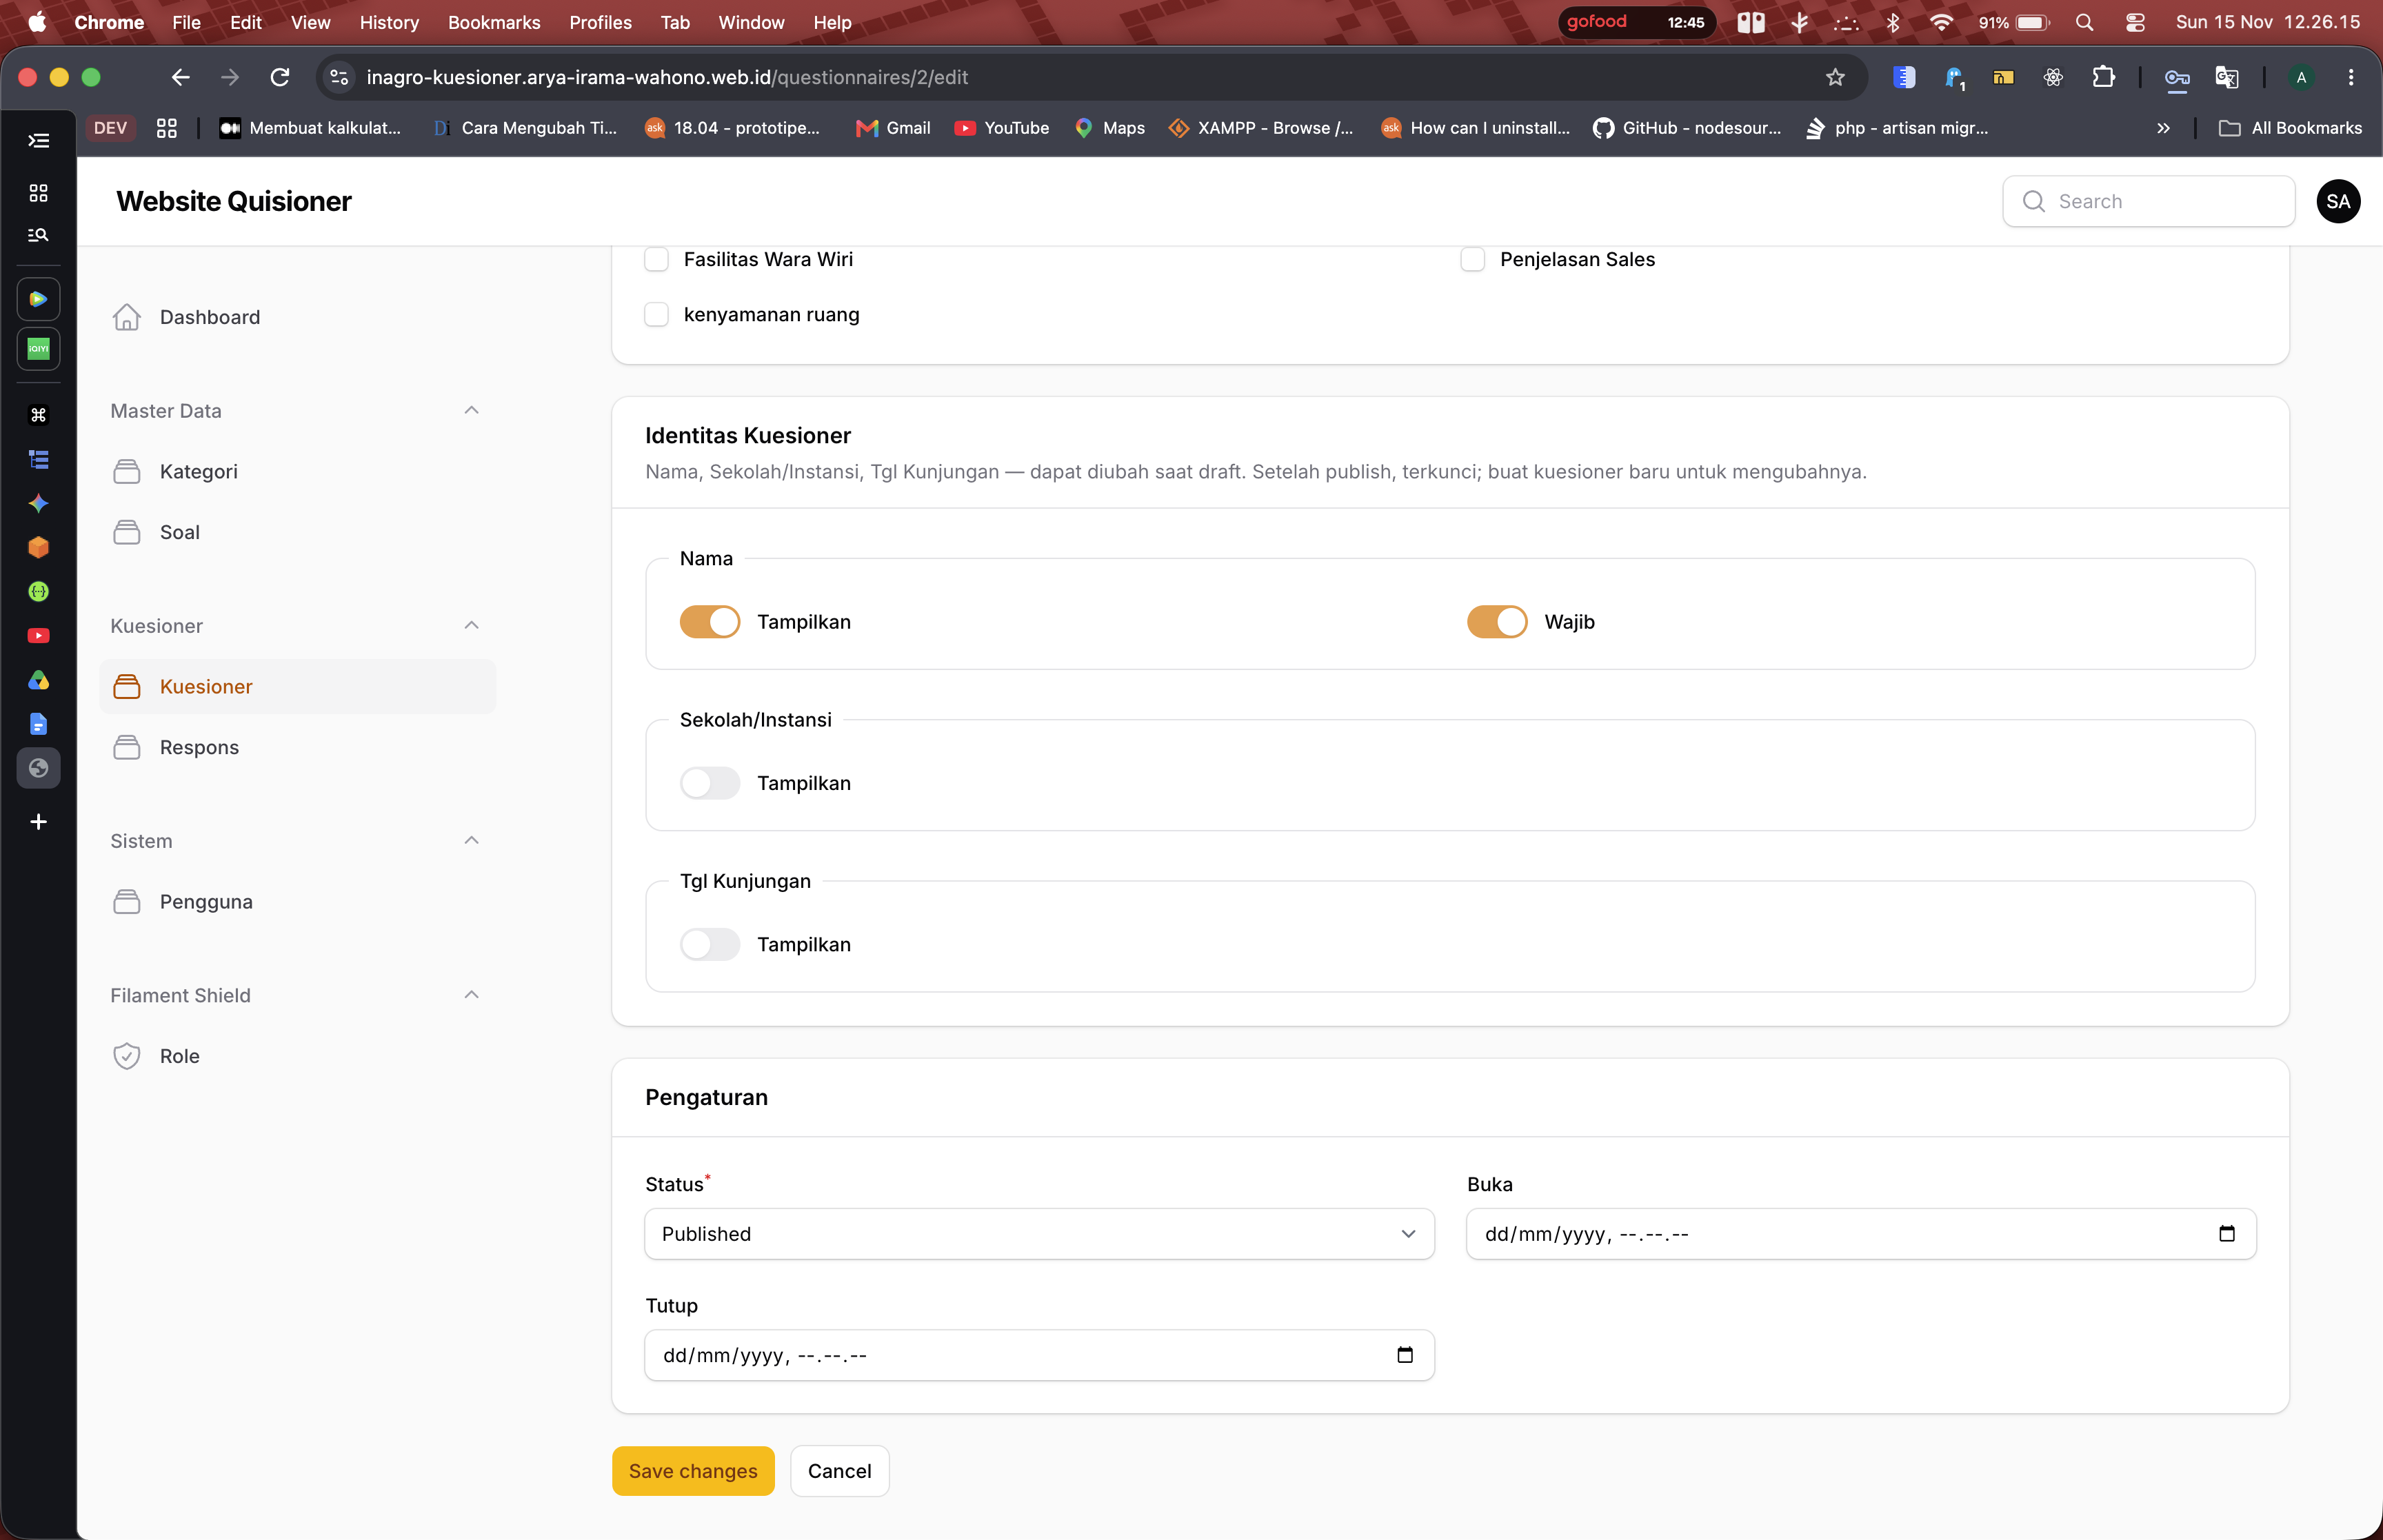 Chrome File Edit View History Bookmarks Profiles Tab Window Help gofood 12:45 91% Sun 15 Nov 12.26.15
inagro-kuesioner.arya-irama-wahono.web.id/questionnaires/2/edit 1 A
DEV Membuat kalkulat... Di Cara Mengubah Ti... ask 18.04 - prototipe... Gmail YouTube Maps XAMPP - Browse /... ask How can I uninstall... GitHub - nodesour... php - artisan migr... » All Bookmarks
Website Quisioner
Search
SA
iQIYI
Dashboard
Master Data
Kategori
Soal
Kuesioner
Kuesioner
Respons
Sistem
Pengguna
Filament Shield
Role
Fasilitas Wara Wiri
Penjelasan Sales
kenyamanan ruang
Identitas Kuesioner
Nama, Sekolah/Instansi, Tgl Kunjungan — dapat diubah saat draft. Setelah publish, terkunci; buat kuesioner baru untuk mengubahnya.
Nama
Tampilkan
Wajib
Sekolah/Instansi
Tampilkan
Tgl Kunjungan
Tampilkan
Pengaturan
Status*
Published
Buka
dd/mm/yyyy, --.--.--
Tutup
dd/mm/yyyy, --.--.--
Save changes
Cancel